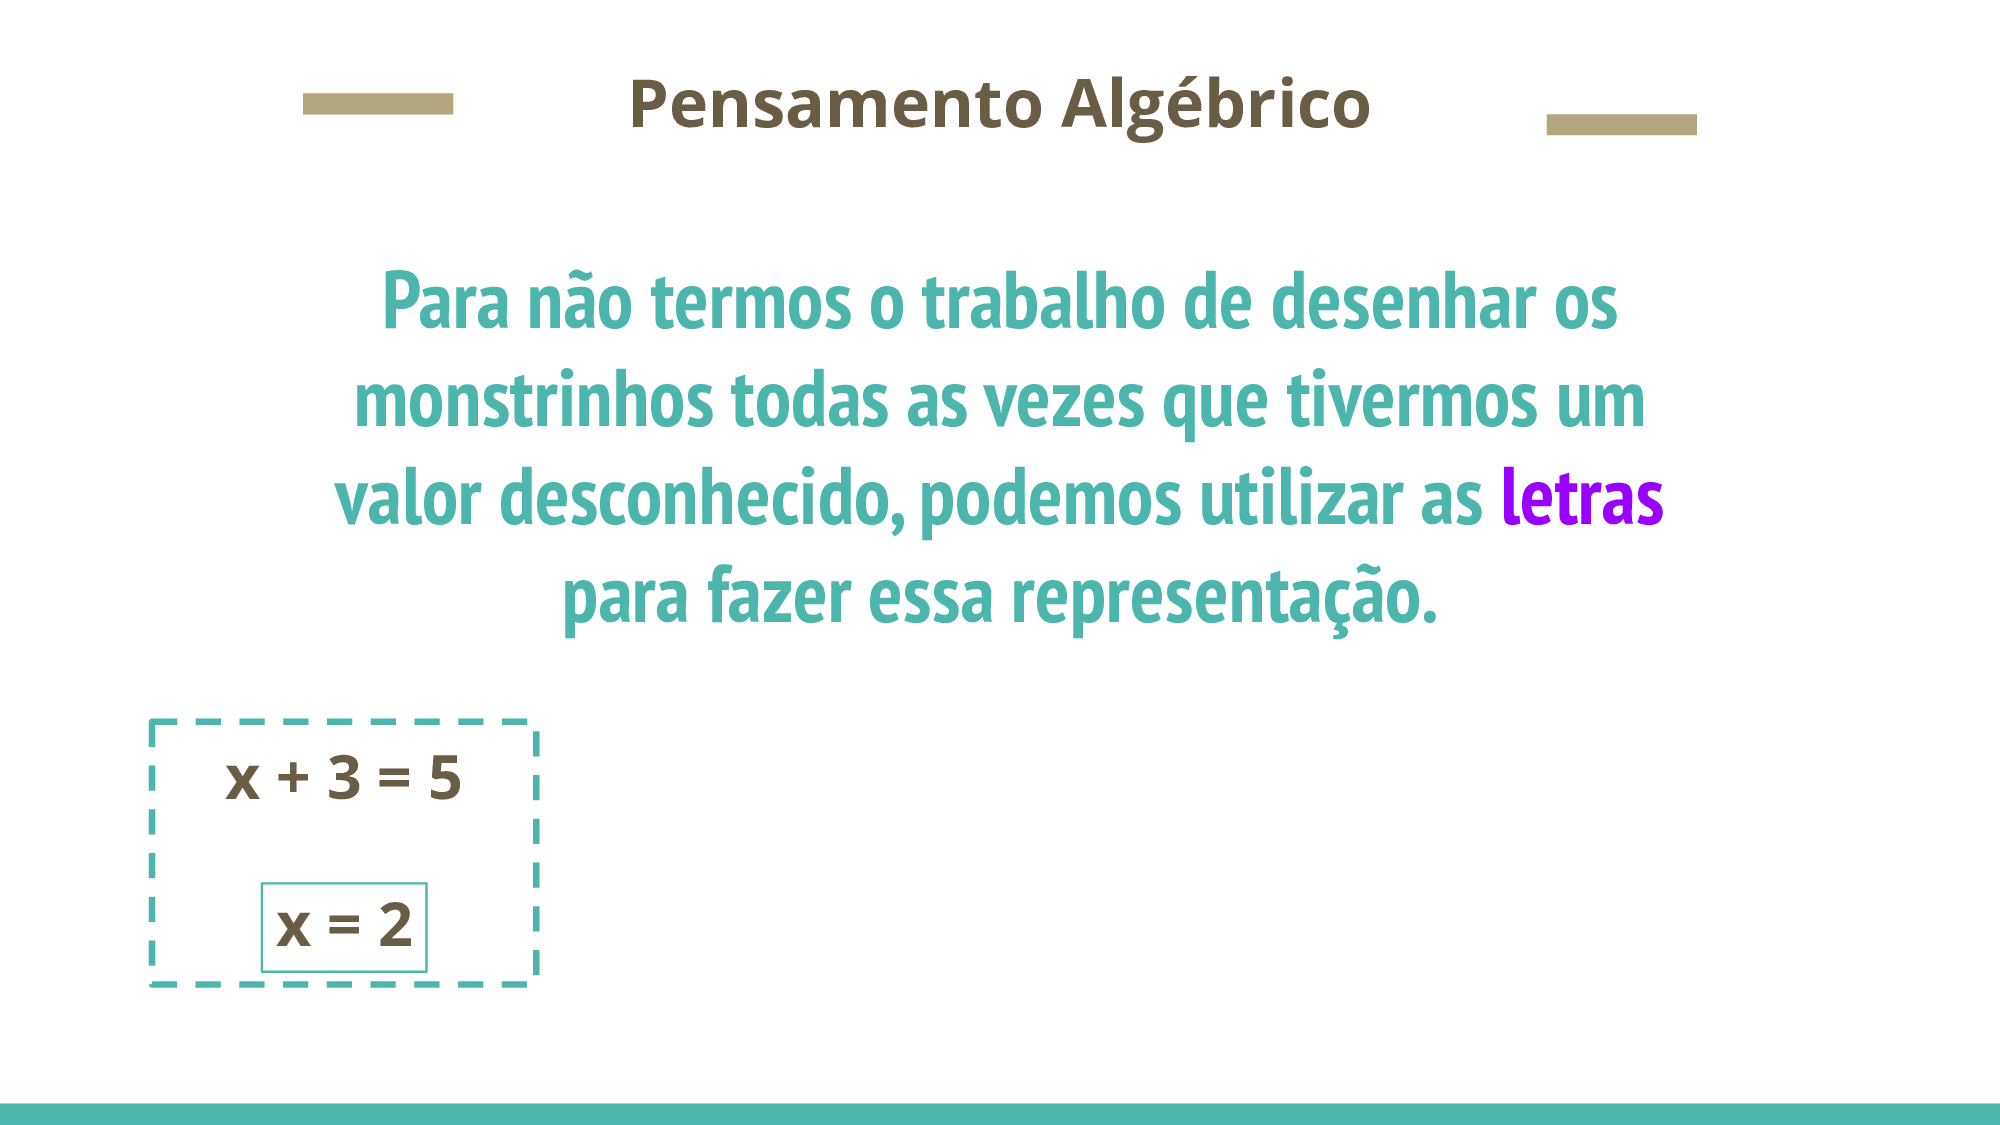 Pensamento Algébrico
Para não termos o trabalho de desenhar os
monstrinhos todas as vezes que tivermos um
valor desconhecido, podemos utilizar as letras
para fazer essa representação.
x + 3 = 5
x = 2